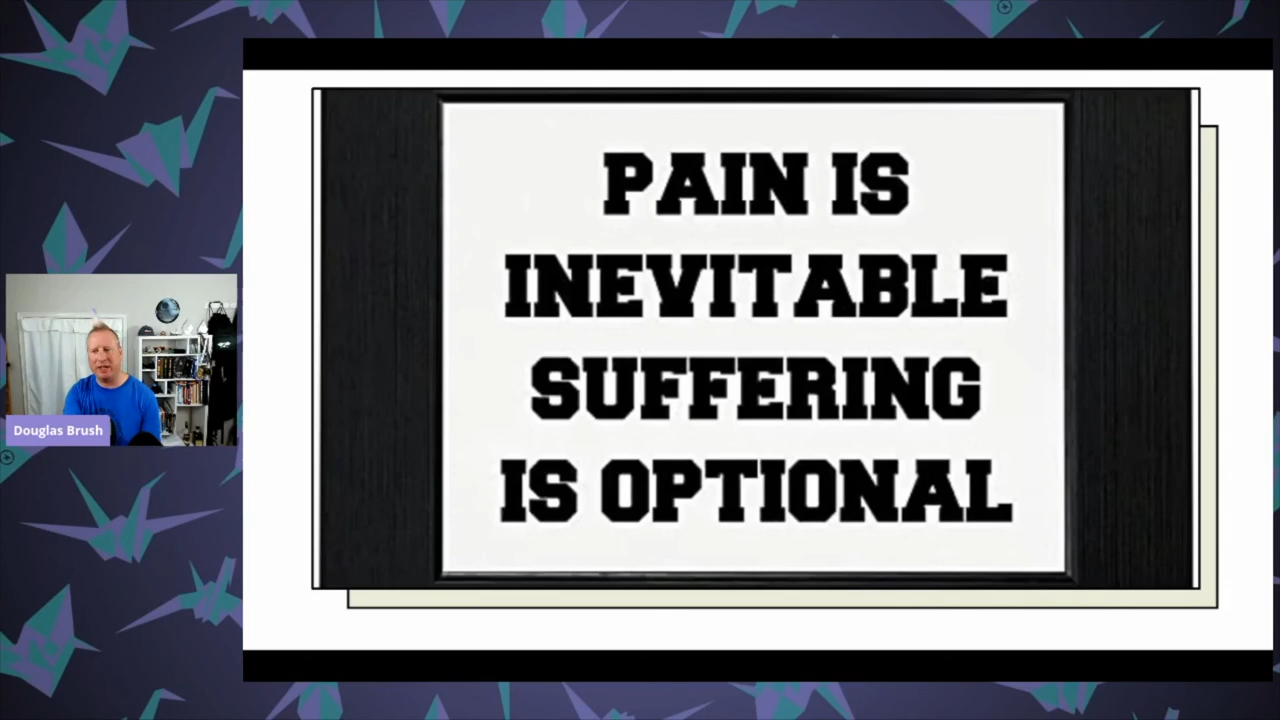 PAIN IS
INEVITABLE
SUFFERING
IS OPTIONAL
Douglas Brush